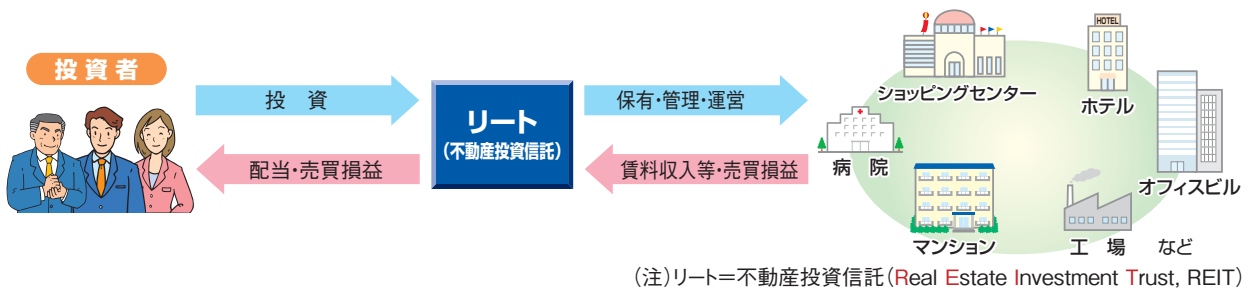 投資者
投　資
配当・売買損益
リート
(不動産投資信託)
保有・管理・運営
賃料収入等・売買損益
ショッピングセンター
HOTEL
ホテル
病　院
オフィスビル
マンション
工　場　など
(注)リート＝不動産投資信託(Real Estate Investment Trust, REIT)